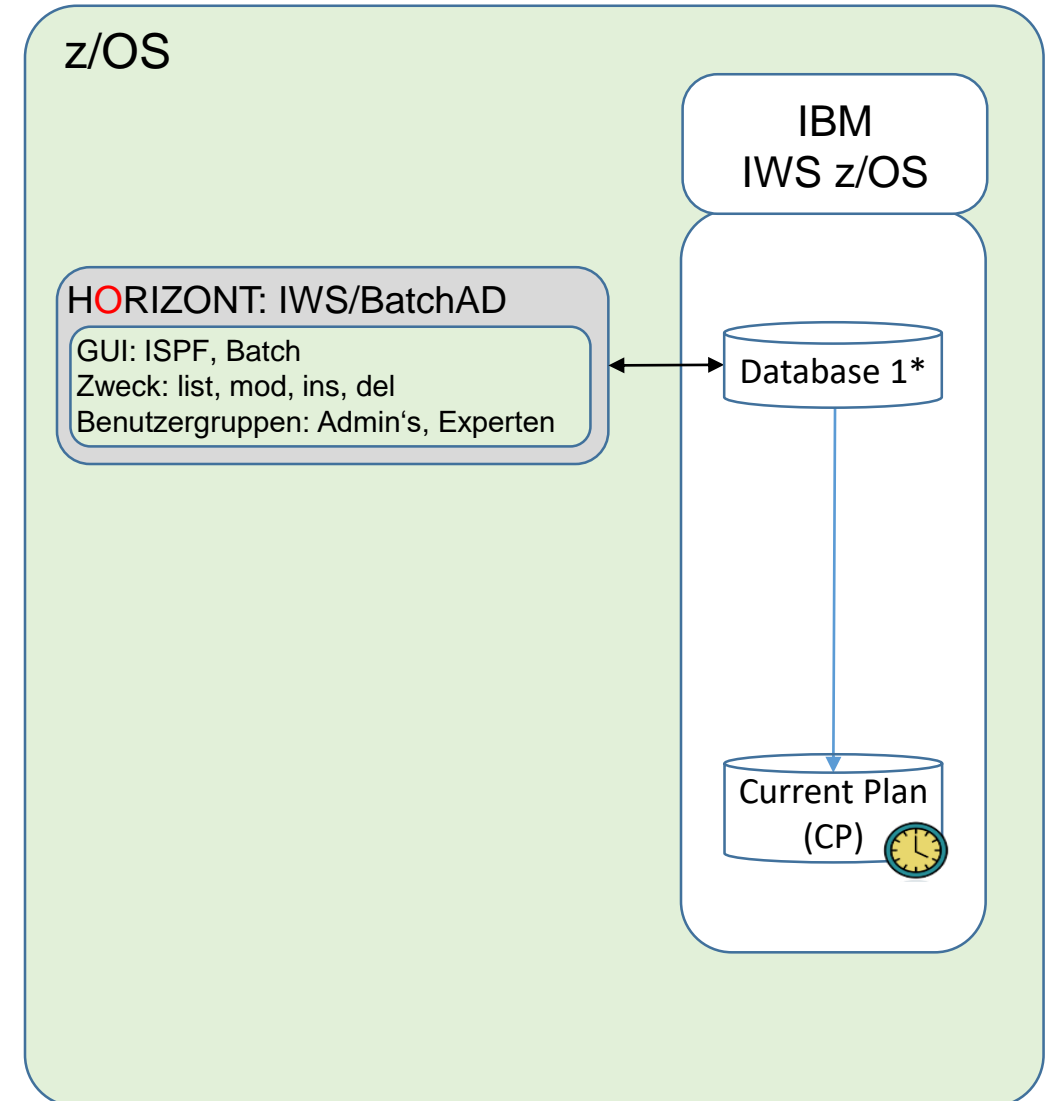 z/OS
IBM
IWS z/OS
HORIZONT: IWS/BatchAD
GUI: ISPF, Batch
Zweck: list, mod, ins, del
Benutzergruppen: Admin‘s, Experten
Database 1*
Current Plan
(CP)